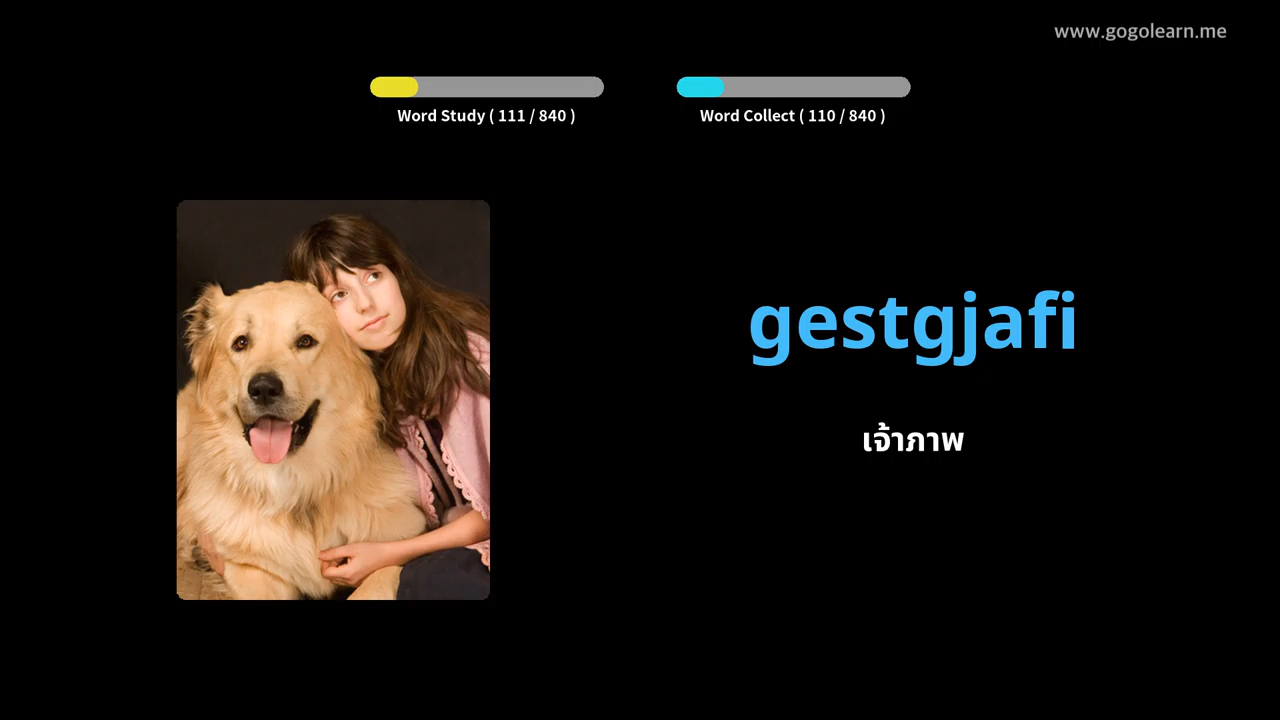 www.gogolearn.me
Word Study ( 111 / 840 )
Word Collect ( 110 / 840 )
gestgjafi
เจ้าภาพ